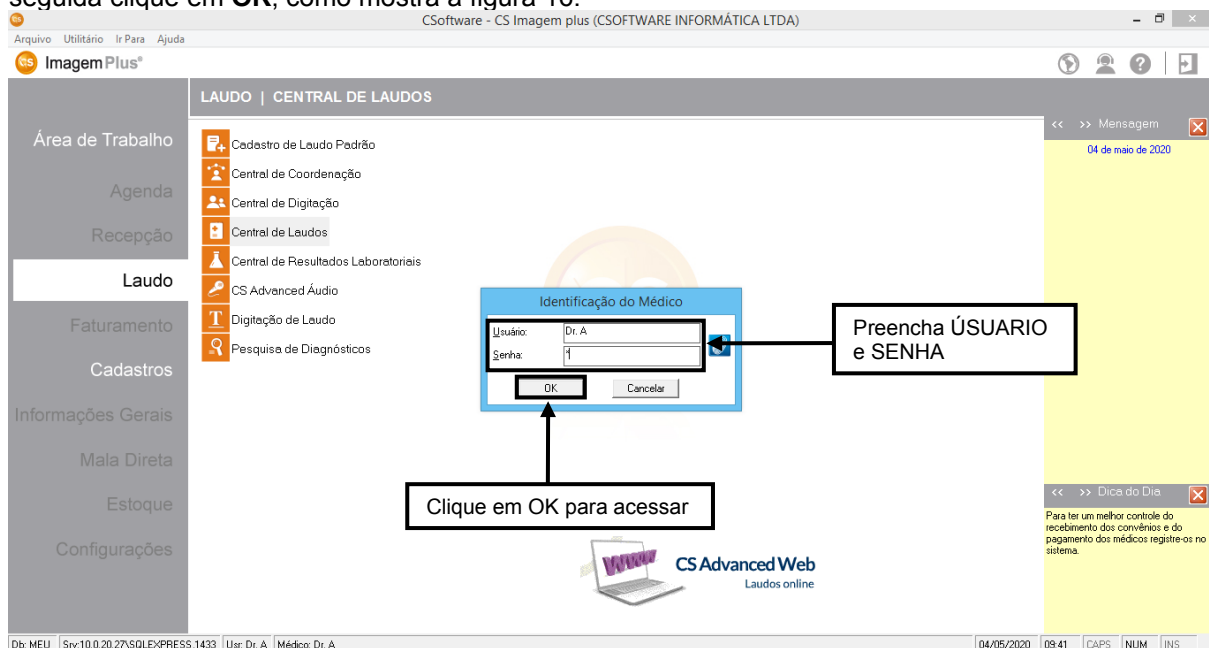 seguida clique em OK, como mostra a figura 10.
CSoftware - CS Imagem plus (CSOFTWARE INFORMÁTICA LTDA)
Arquivo Utilitário Ir Para Ajuda
cs ImagemPlus®
LAUDO | CENTRAL DE LAUDOS
Área de Trabalho
Agenda
Recepção
Laudo
Faturamento
Cadastros
Informações Gerais
Mala Direta
Estoque
Configurações
Cadastro de Laudo Padrão
Central de Coordenação
Central de Digitação
Central de Laudos
Central de Resultados Laboratoriais
CS Advanced Áudio
Digitação de Laudo
Pesquisa de Diagnósticos
Identificação do Médico
Usuário: Dr. A
Senha: *
OK Cancelar
Preencha ÚSUARIO
e SENHA
Clique em OK para acessar
WWW
CS Advanced Web
Laudos online
<< >> Mensagem
04 de maio de 2020
<< >> Dica do Dia
Para ter um melhor controle do
recebimento dos convênios e do
pagamento dos médicos registre-os no
sistema.
Db: MEU Srv:10.0.20.27\SQLEXPRESS,1433 Usr: Dr. A Médico: Dr. A 04/05/2020 09:41 CAPS NUM INS